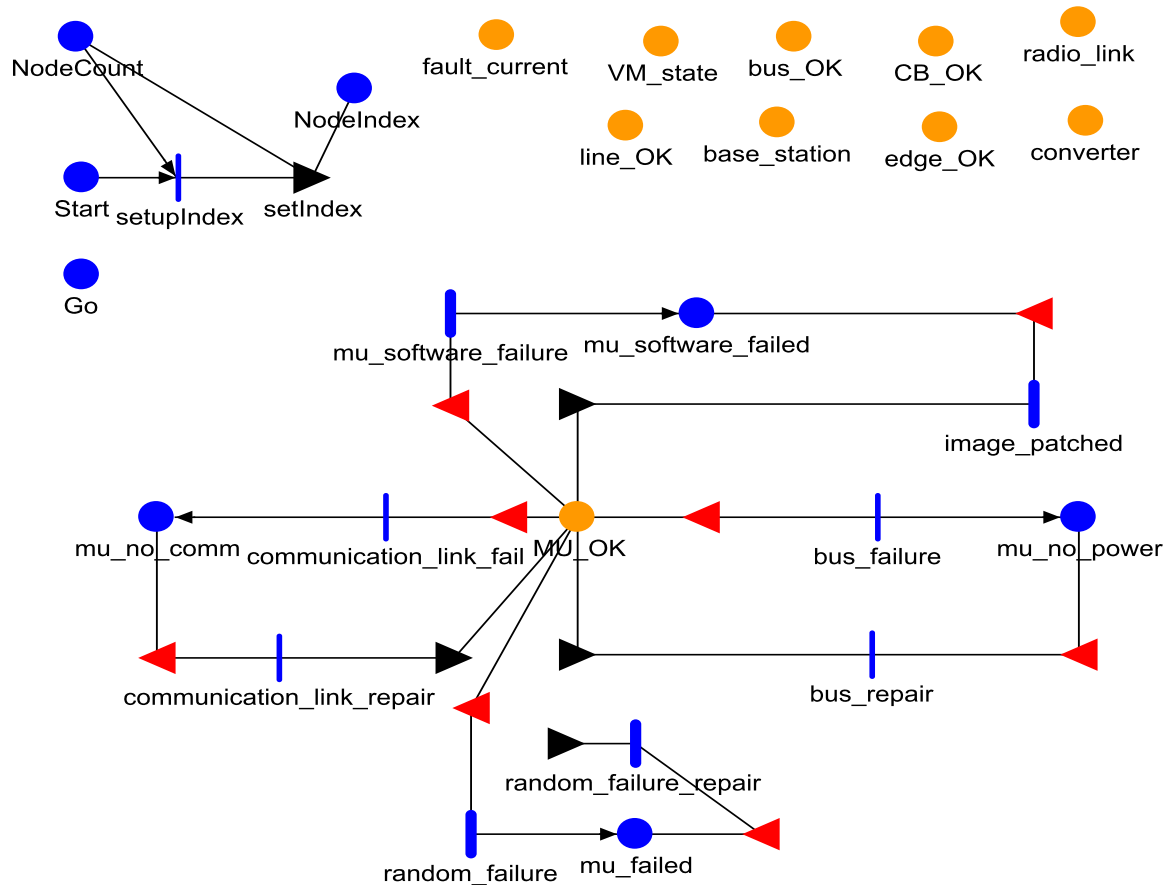 NodeCount
fault_current
VM_state
bus_OK
CB_OK
radio_link
NodeIndex
line_OK
base_station
edge_OK
converter
Start
setupIndex
setIndex
Go
mu_software_failure
mu_software_failed
image_patched
mu_no_comm
communication_link_fail
MU_OK
bus_failure
mu_no_power
communication_link_repair
bus_repair
random_failure_repair
random_failure
mu_failed